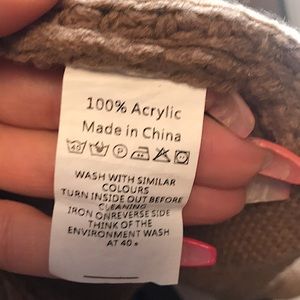 100% Acrylic
Made in China
WASH WITH SIMILAR
COLOURS
TURN INSIDE OUT BEFORE
CLEANING
IRON ONREVERSE SIDE
THINK OF THE
ENVIRONMENT WASH
AT 40 *